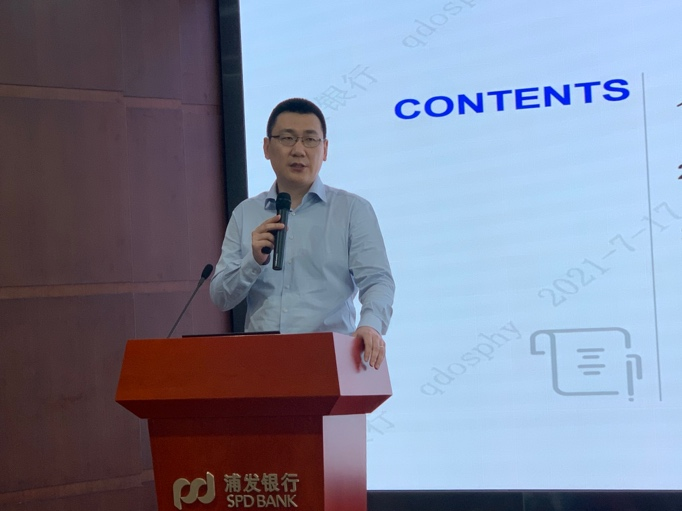 CONTENTS
银行 qdosphy
qdosphy 2021-7-17
浦发银行
SPD BANK